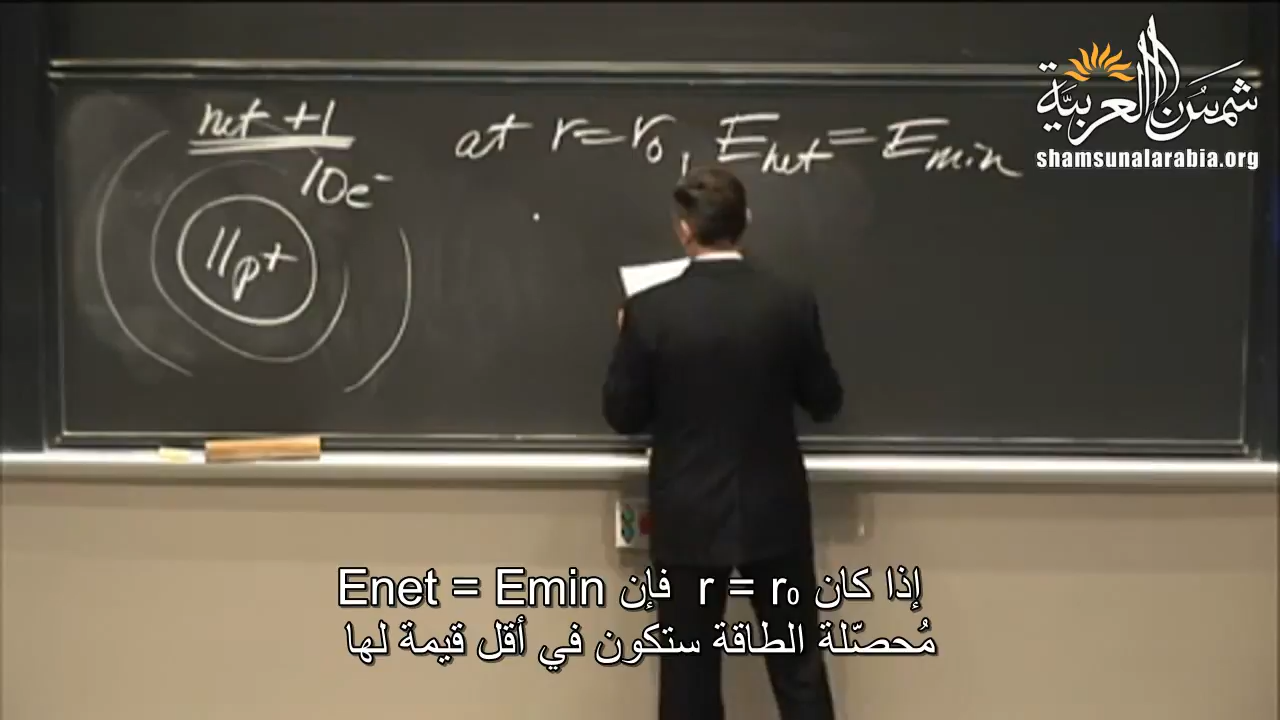 شمسُ العربيّة
shamsunalarabia.org
net +1
10e⁻
11p+
at r=r₀, Enet=Emin
إذا كان r = r₀ فإن Enet = Emin
مُحصّلة الطاقة ستكون في أقل قيمة لها